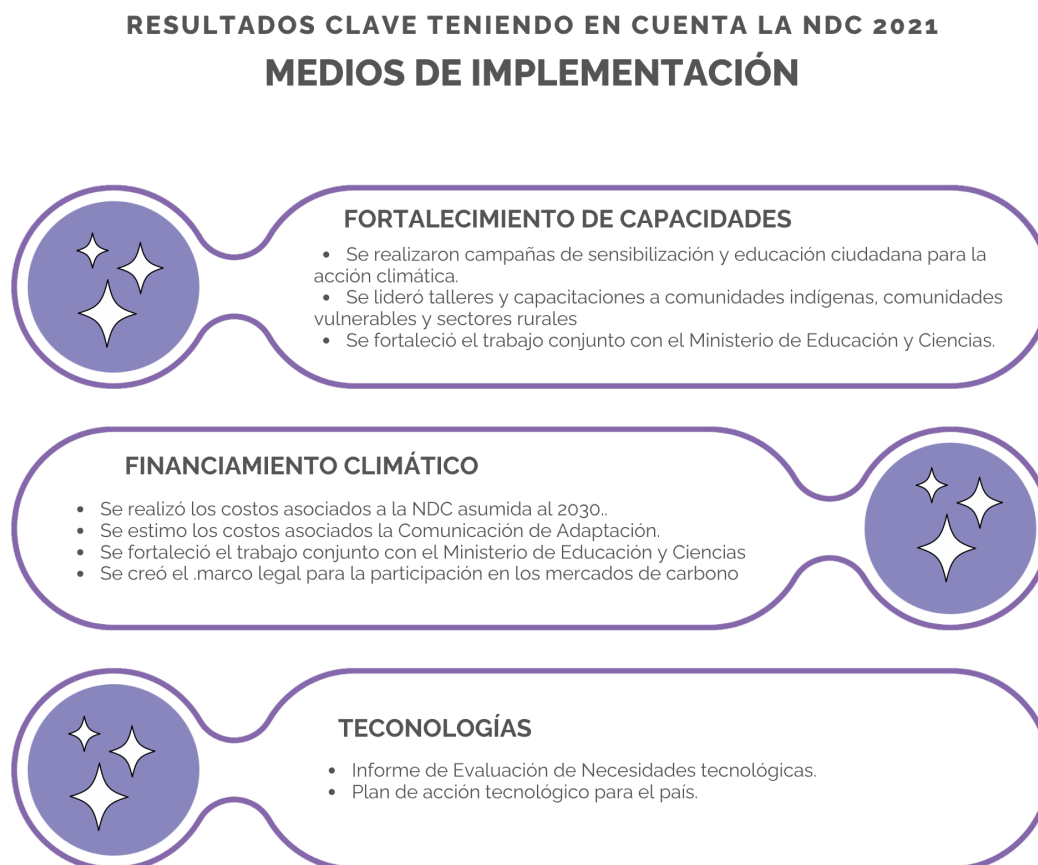 RESULTADOS CLAVE TENIENDO EN CUENTA LA NDC 2021
MEDIOS DE IMPLEMENTACIÓN
FORTALECIMIENTO DE CAPACIDADES
• Se realizaron campañas de sensibilización y educación ciudadana para la
acción climática.
• Se lideró talleres y capacitaciones a comunidades indígenas, comunidades
vulnerables y sectores rurales
• Se fortaleció el trabajo conjunto con el Ministerio de Educación y Ciencias.
FINANCIAMIENTO CLIMÁTICO
• Se realizó los costos asociados a la NDC asumida al 2030..
• Se estimo los costos asociados la Comunicación de Adaptación.
• Se fortaleció el trabajo conjunto con el Ministerio de Educación y Ciencias
• Se creó el .marco legal para la participación en los mercados de carbono
TECONOLOGÍAS
• Informe de Evaluación de Necesidades tecnológicas.
• Plan de acción tecnológico para el país.